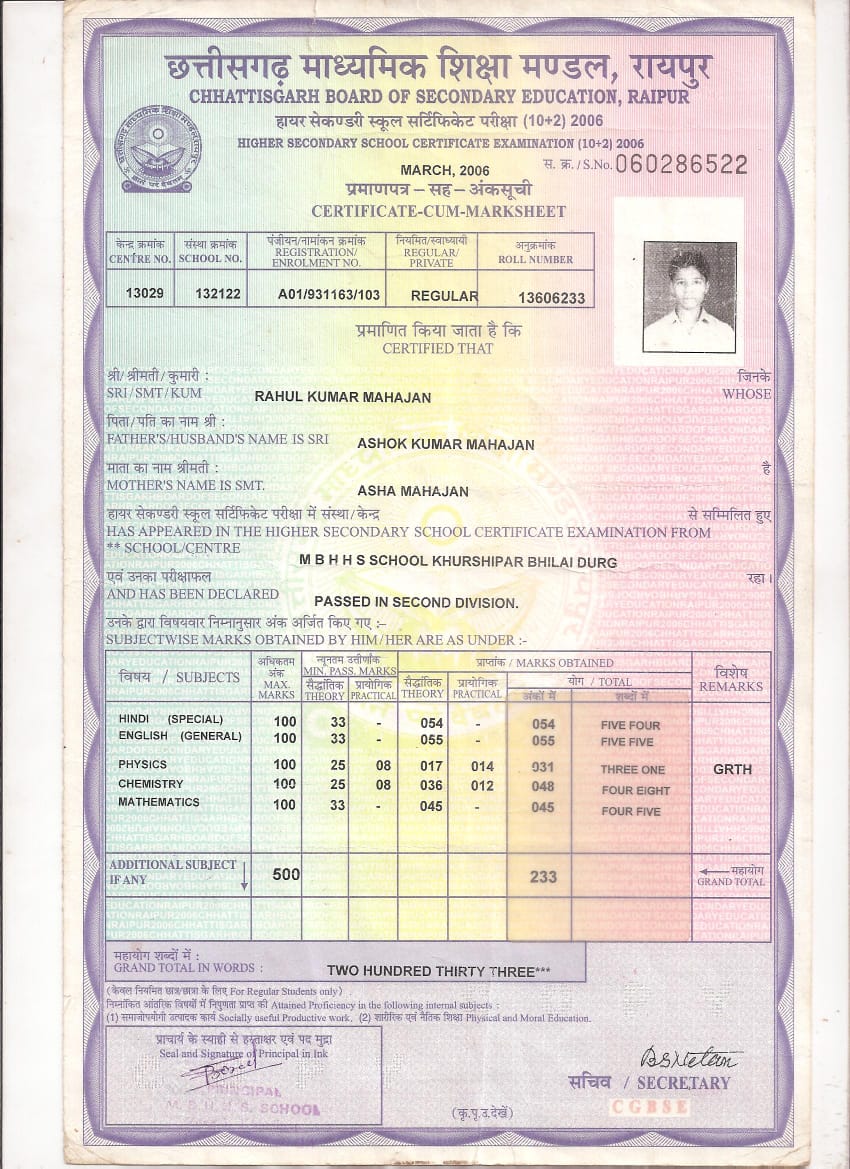 छत्तीसगढ़ माध्यमिक शिक्षा मण्डल, रायपुर
CHHATTISGARH BOARD OF SECONDARY EDUCATION, RAIPUR
हायर सेकण्डरी स्कूल सर्टिफिकेट परीक्षा (10+2) 2006
HIGHER SECONDARY SCHOOL CERTIFICATE EXAMINATION (10+2) 2006
MARCH, 2006
स. क्र. / S.No. 060286522
प्रमाणपत्र – सह – अंकसूची
CERTIFICATE-CUM-MARKSHEET
केन्द्र क्रमांक संस्था क्रमांक पंजीयन/नामांकन क्रमांक नियमित/स्वाध्यायी अनुक्रमांक
CENTRE NO. SCHOOL NO. REGISTRATION/ ENROLMENT NO. REGULAR/ PRIVATE ROLL NUMBER
13029 132122 A01/931163/103 REGULAR 13606233
प्रमाणित किया जाता है कि
CERTIFIED THAT
श्री/श्रीमती/कुमारी : जिनके
SRI/SMT/KUM RAHUL KUMAR MAHAJAN WHOSE
पिता/पति का नाम श्री :
FATHER'S/HUSBAND'S NAME IS SRI ASHOK KUMAR MAHAJAN
माता का नाम श्रीमती : है
MOTHER'S NAME IS SMT. ASHA MAHAJAN
हायर सेकण्डरी स्कूल सर्टिफिकेट परीक्षा में संस्था/केन्द्र से सम्मिलित हुए
HAS APPEARED IN THE HIGHER SECONDARY SCHOOL CERTIFICATE EXAMINATION FROM
** SCHOOL/CENTRE
M B H H S SCHOOL KHURSHIPAR BHILAI DURG
एवं उनका परीक्षाफल रहा।
AND HAS BEEN DECLARED PASSED IN SECOND DIVISION.
उनके द्वारा विषयवार निम्नानुसार अंक अर्जित किए गए :–
SUBJECTWISE MARKS OBTAINED BY HIM/HER ARE AS UNDER :-
विषय / SUBJECTS अधिकतम अंक MAX. MARKS न्यूनतम उत्तीर्णांक MIN. PASS. MARKS प्राप्तांक / MARKS OBTAINED विशेष REMARKS
सैद्धांतिक THEORY प्रायोगिक PRACTICAL सैद्धांतिक THEORY प्रायोगिक PRACTICAL योग / TOTAL
अंकों में शब्दों में
HINDI (SPECIAL) 100 33 - 054 - 054 FIVE FOUR
ENGLISH (GENERAL) 100 33 - 055 - 055 FIVE FIVE
PHYSICS 100 25 08 017 014 031 THREE ONE GRTH
CHEMISTRY 100 25 08 036 012 048 FOUR EIGHT
MATHEMATICS 100 33 - 045 - 045 FOUR FIVE
ADDITIONAL SUBJECT IF ANY 500 233 महायोग GRAND TOTAL
महायोग शब्दों में :
GRAND TOTAL IN WORDS : TWO HUNDRED THIRTY THREE***
(केवल नियमित छात्र/छात्रा के लिए For Regular Students only)
निम्नांकित आंतरिक विषयों में निपुणता प्राप्त की Attained Proficiency in the following internal subjects :
(1) समाजोपयोगी उत्पादक कार्य Socially useful Productive work, (2) शारीरिक एवं नैतिक शिक्षा Physical and Moral Education.
प्राचार्य के स्याही से हस्ताक्षर एवं पद मुद्रा
Seal and Signature of Principal in Ink
PRINCIPAL
M. B. H. H. S. SCHOOL
सचिव / SECRETARY
CGBSE
(कृ.पृ.उ.देखें)